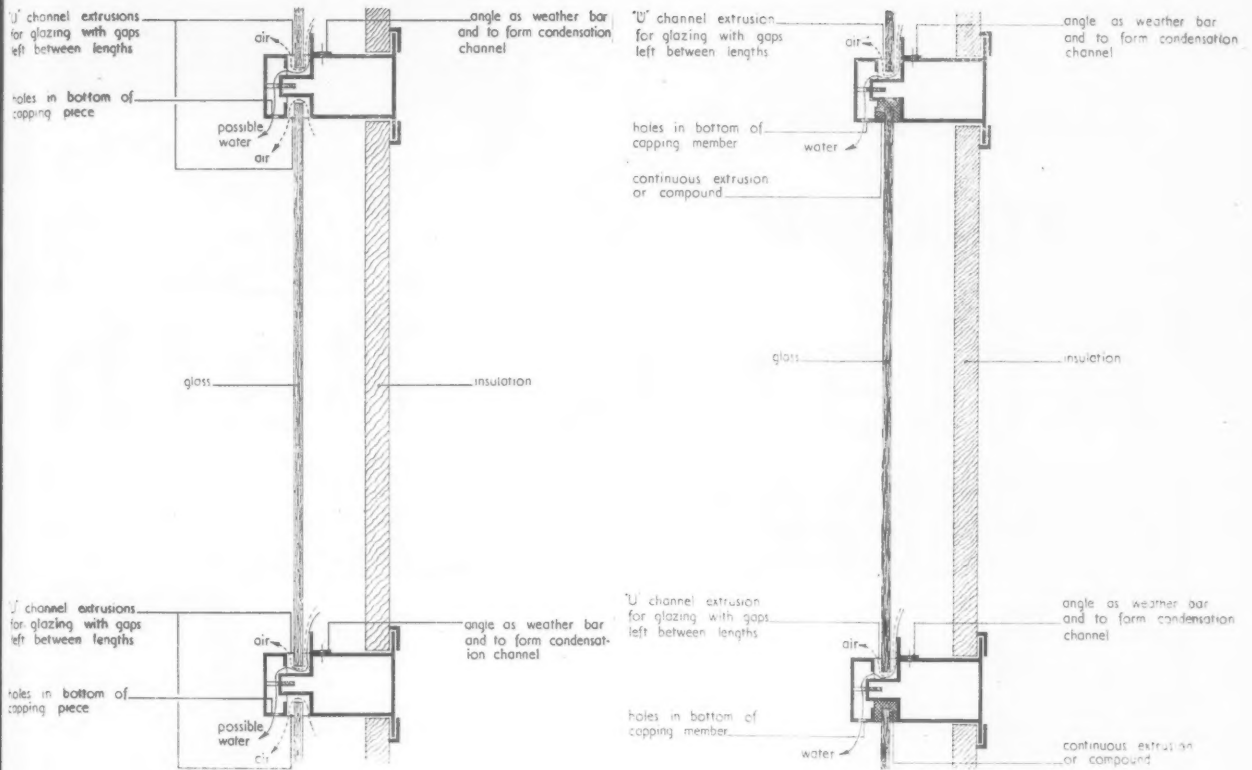 'U' channel extrusions
for glazing with gaps
left between lengths
air
angle as weather bar
and to form condensation
channel
holes in bottom of
capping piece
possible
water
air
glass
insulation
'U' channel extrusions
for glazing with gaps
left between lengths
air
angle as weather bar
and to form condensat-
ion channel
holes in bottom of
capping piece
possible
water
air
"U" channel extrusion
for glazing with gaps
left between lengths
air
angle as weather bar
and to form condensation
channel
holes in bottom of
capping member
water
continuous extrusion
or compound
glass
insulation
"U" channel extrusion
for glazing with gaps
left between lengths
air
angle as weather bar
and to form condensation
channel
holes in bottom of
capping member
water
continuous extrusion
or compound